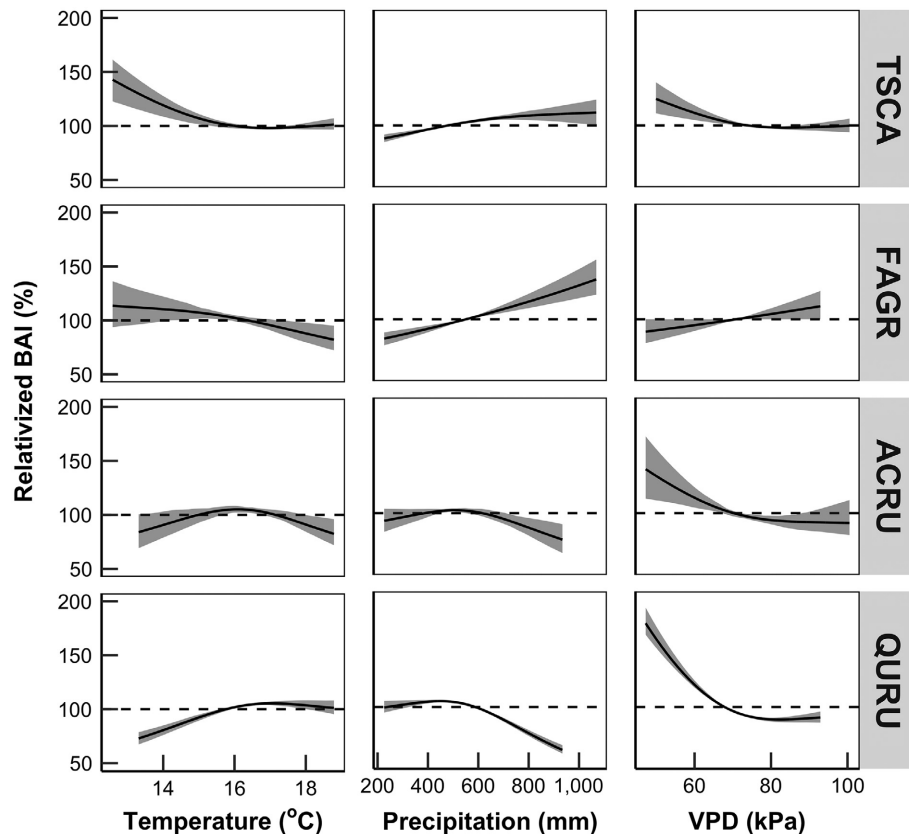 200
150
100
50
TSCA
200
150
100
50
FAGR
Relativized BAI (%)
200
150
100
50
ACRU
200
150
100
50
QURU
14 16 18
200 400 600 800 1,000
60 80 100
Temperature (°C)
Precipitation (mm)
VPD (kPa)